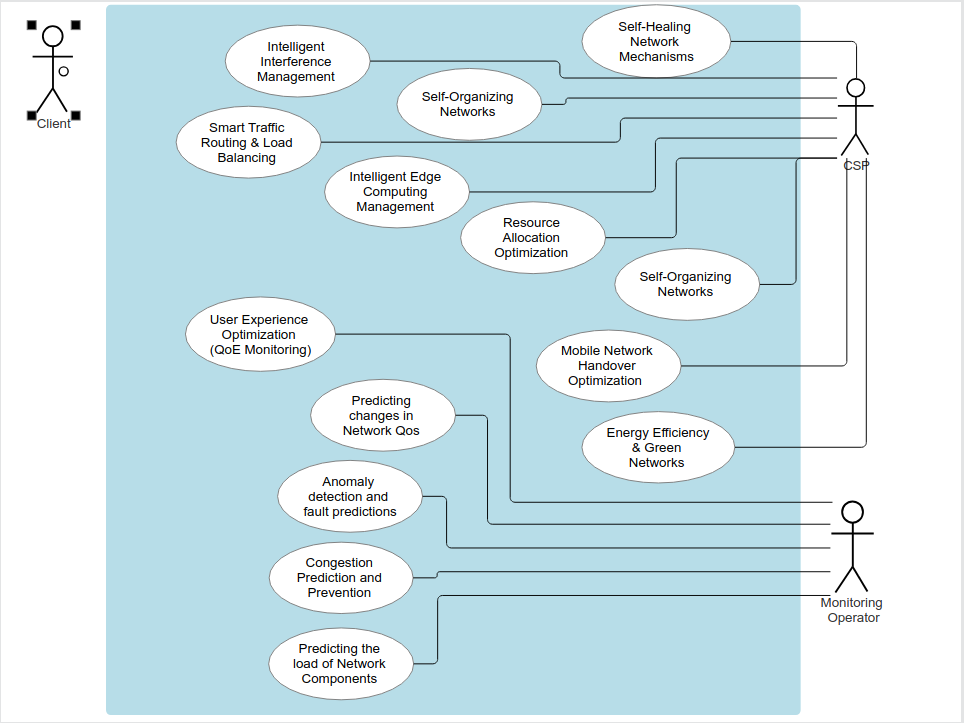 Self-Healing
Network
Mechanisms
Intelligent
Interference
Management
Client
Self-Organizing
Networks
Smart Traffic
Routing & Load
Balancing
CSP
Intelligent Edge
Computing
Management
Resource
Allocation
Optimization
Self-Organizing
Networks
User Experience
Optimization
(QoE Monitoring)
Mobile Network
Handover
Optimization
Predicting
changes in
Network Qos
Energy Efficiency
& Green
Networks
Anomaly
detection and
fault predictions
Congestion
Prediction and
Prevention
Monitoring
Operator
Predicting the
load of Network
Components